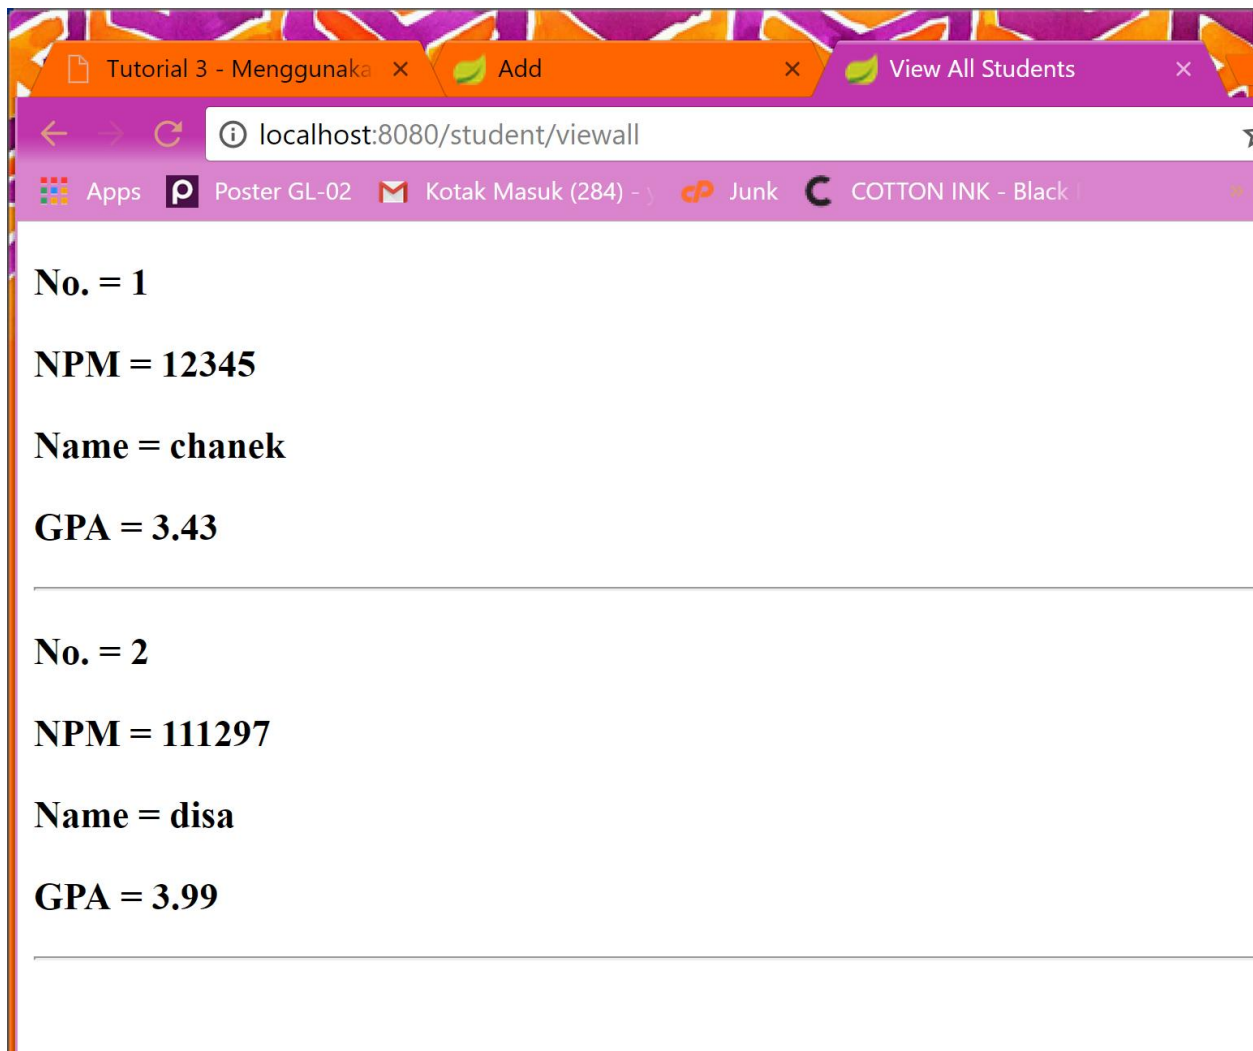 Tutorial 3 - Menggunaka
Add
View All Students
localhost:8080/student/viewall
Apps
Poster GL-02
Kotak Masuk (284) -
Junk
COTTON INK - Black
No. = 1
NPM = 12345
Name = chanek
GPA = 3.43
No. = 2
NPM = 111297
Name = disa
GPA = 3.99